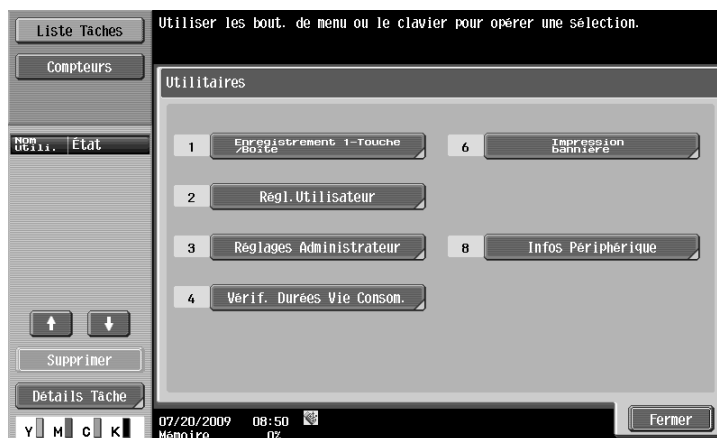 Liste Tâches
Compteurs
Nom
utili.
État
Supprimer
Détails Tâche
Y M C K
Utiliser les bout. de menu ou le clavier pour opérer une sélection.
Utilitaires
1
Enregistrement 1-Touche
/Boîte
2
Régl.Utilisateur
3
Réglages Administrateur
4
Vérif. Durées Vie Consom.
6
Impression
bannière
8
Infos Périphérique
07/20/2009 08:50
Mémoire 0%
Fermer